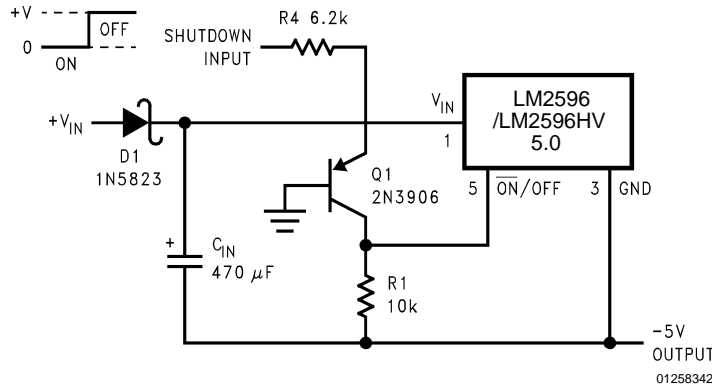 +V
OFF
0
ON
R4 6.2k
SHUTDOWN
INPUT
+VIN
D1
1N5823
VIN
1
LM2596
/LM2596HV
5.0
Q1
2N3906
5
ON/OFF
3
GND
+
CIN
470 µF
R1
10k
–5V
OUTPUT
01258342